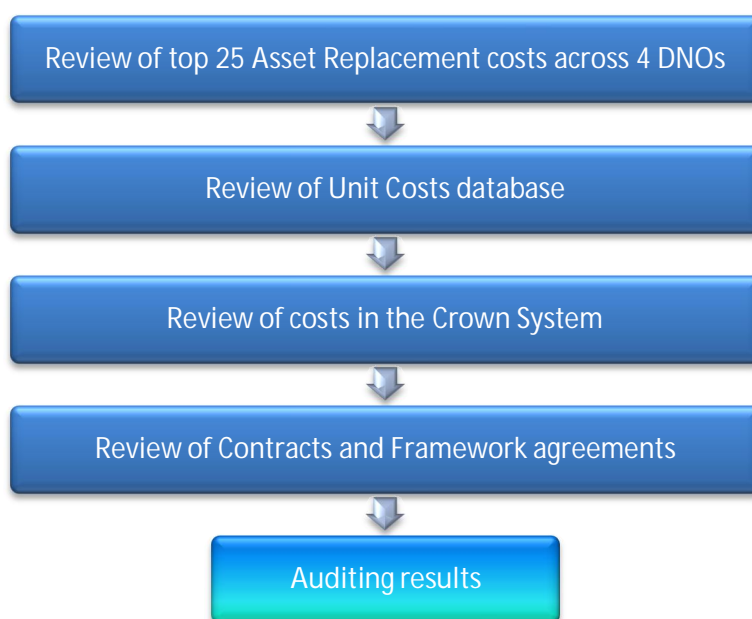 Review of top 25 Asset Replacement costs across 4 DNOs
Review of Unit Costs database
Review of costs in the Crown System
Review of Contracts and Framework agreements
Auditing results